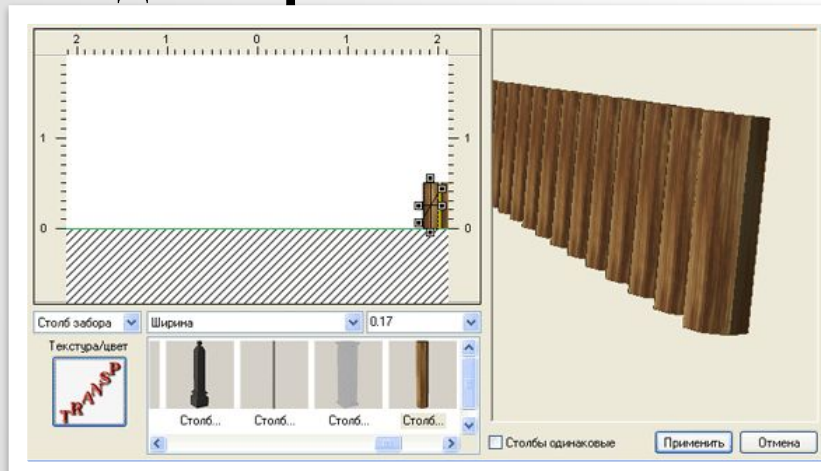 2 1 0 1 2
1 1
0 0
Столб забора Ширина 0.17
Текстура/цвет
TRANSP
Столб... Столб... Столб... Столб...
Столбы одинаковые Применить Отмена